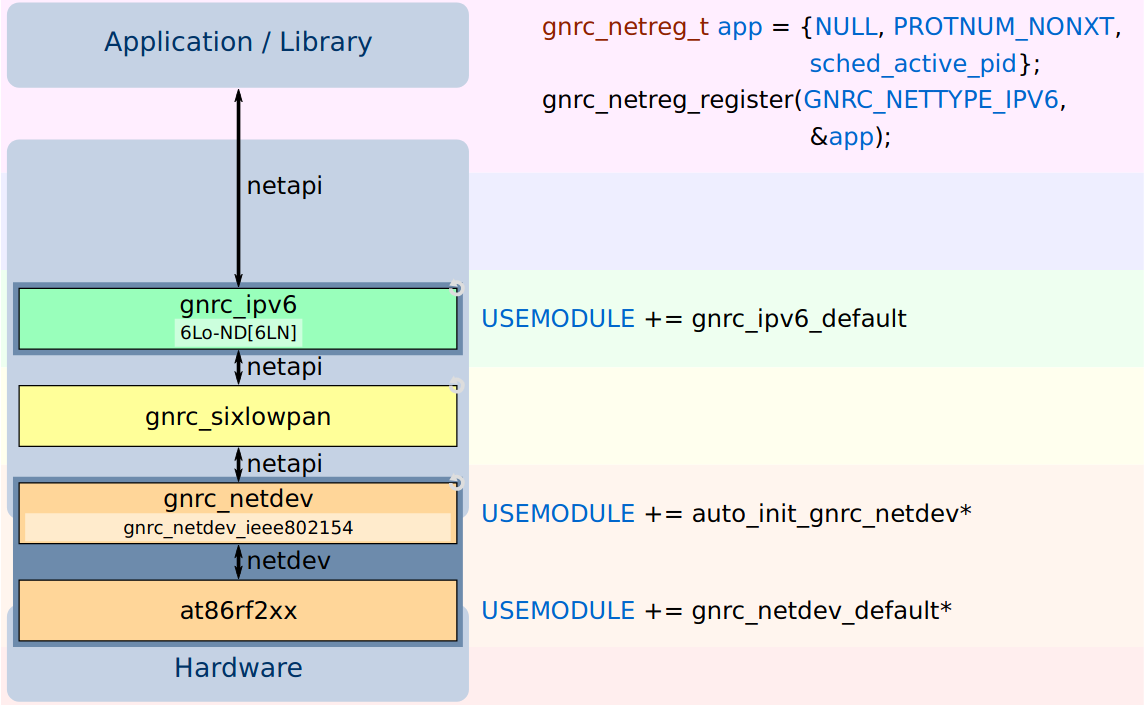 Application / Library
gnrc_netreg_t app = {NULL, PROTNUM_NONXT,
sched_active_pid};
gnrc_netreg_register(GNRC_NETTYPE_IPV6,
&app);
netapi
gnrc_ipv6
6Lo-ND[6LN]
USEMODULE += gnrc_ipv6_default
netapi
gnrc_sixlowpan
netapi
gnrc_netdev
gnrc_netdev_ieee802154
USEMODULE += auto_init_gnrc_netdev*
netdev
at86rf2xx
USEMODULE += gnrc_netdev_default*
Hardware